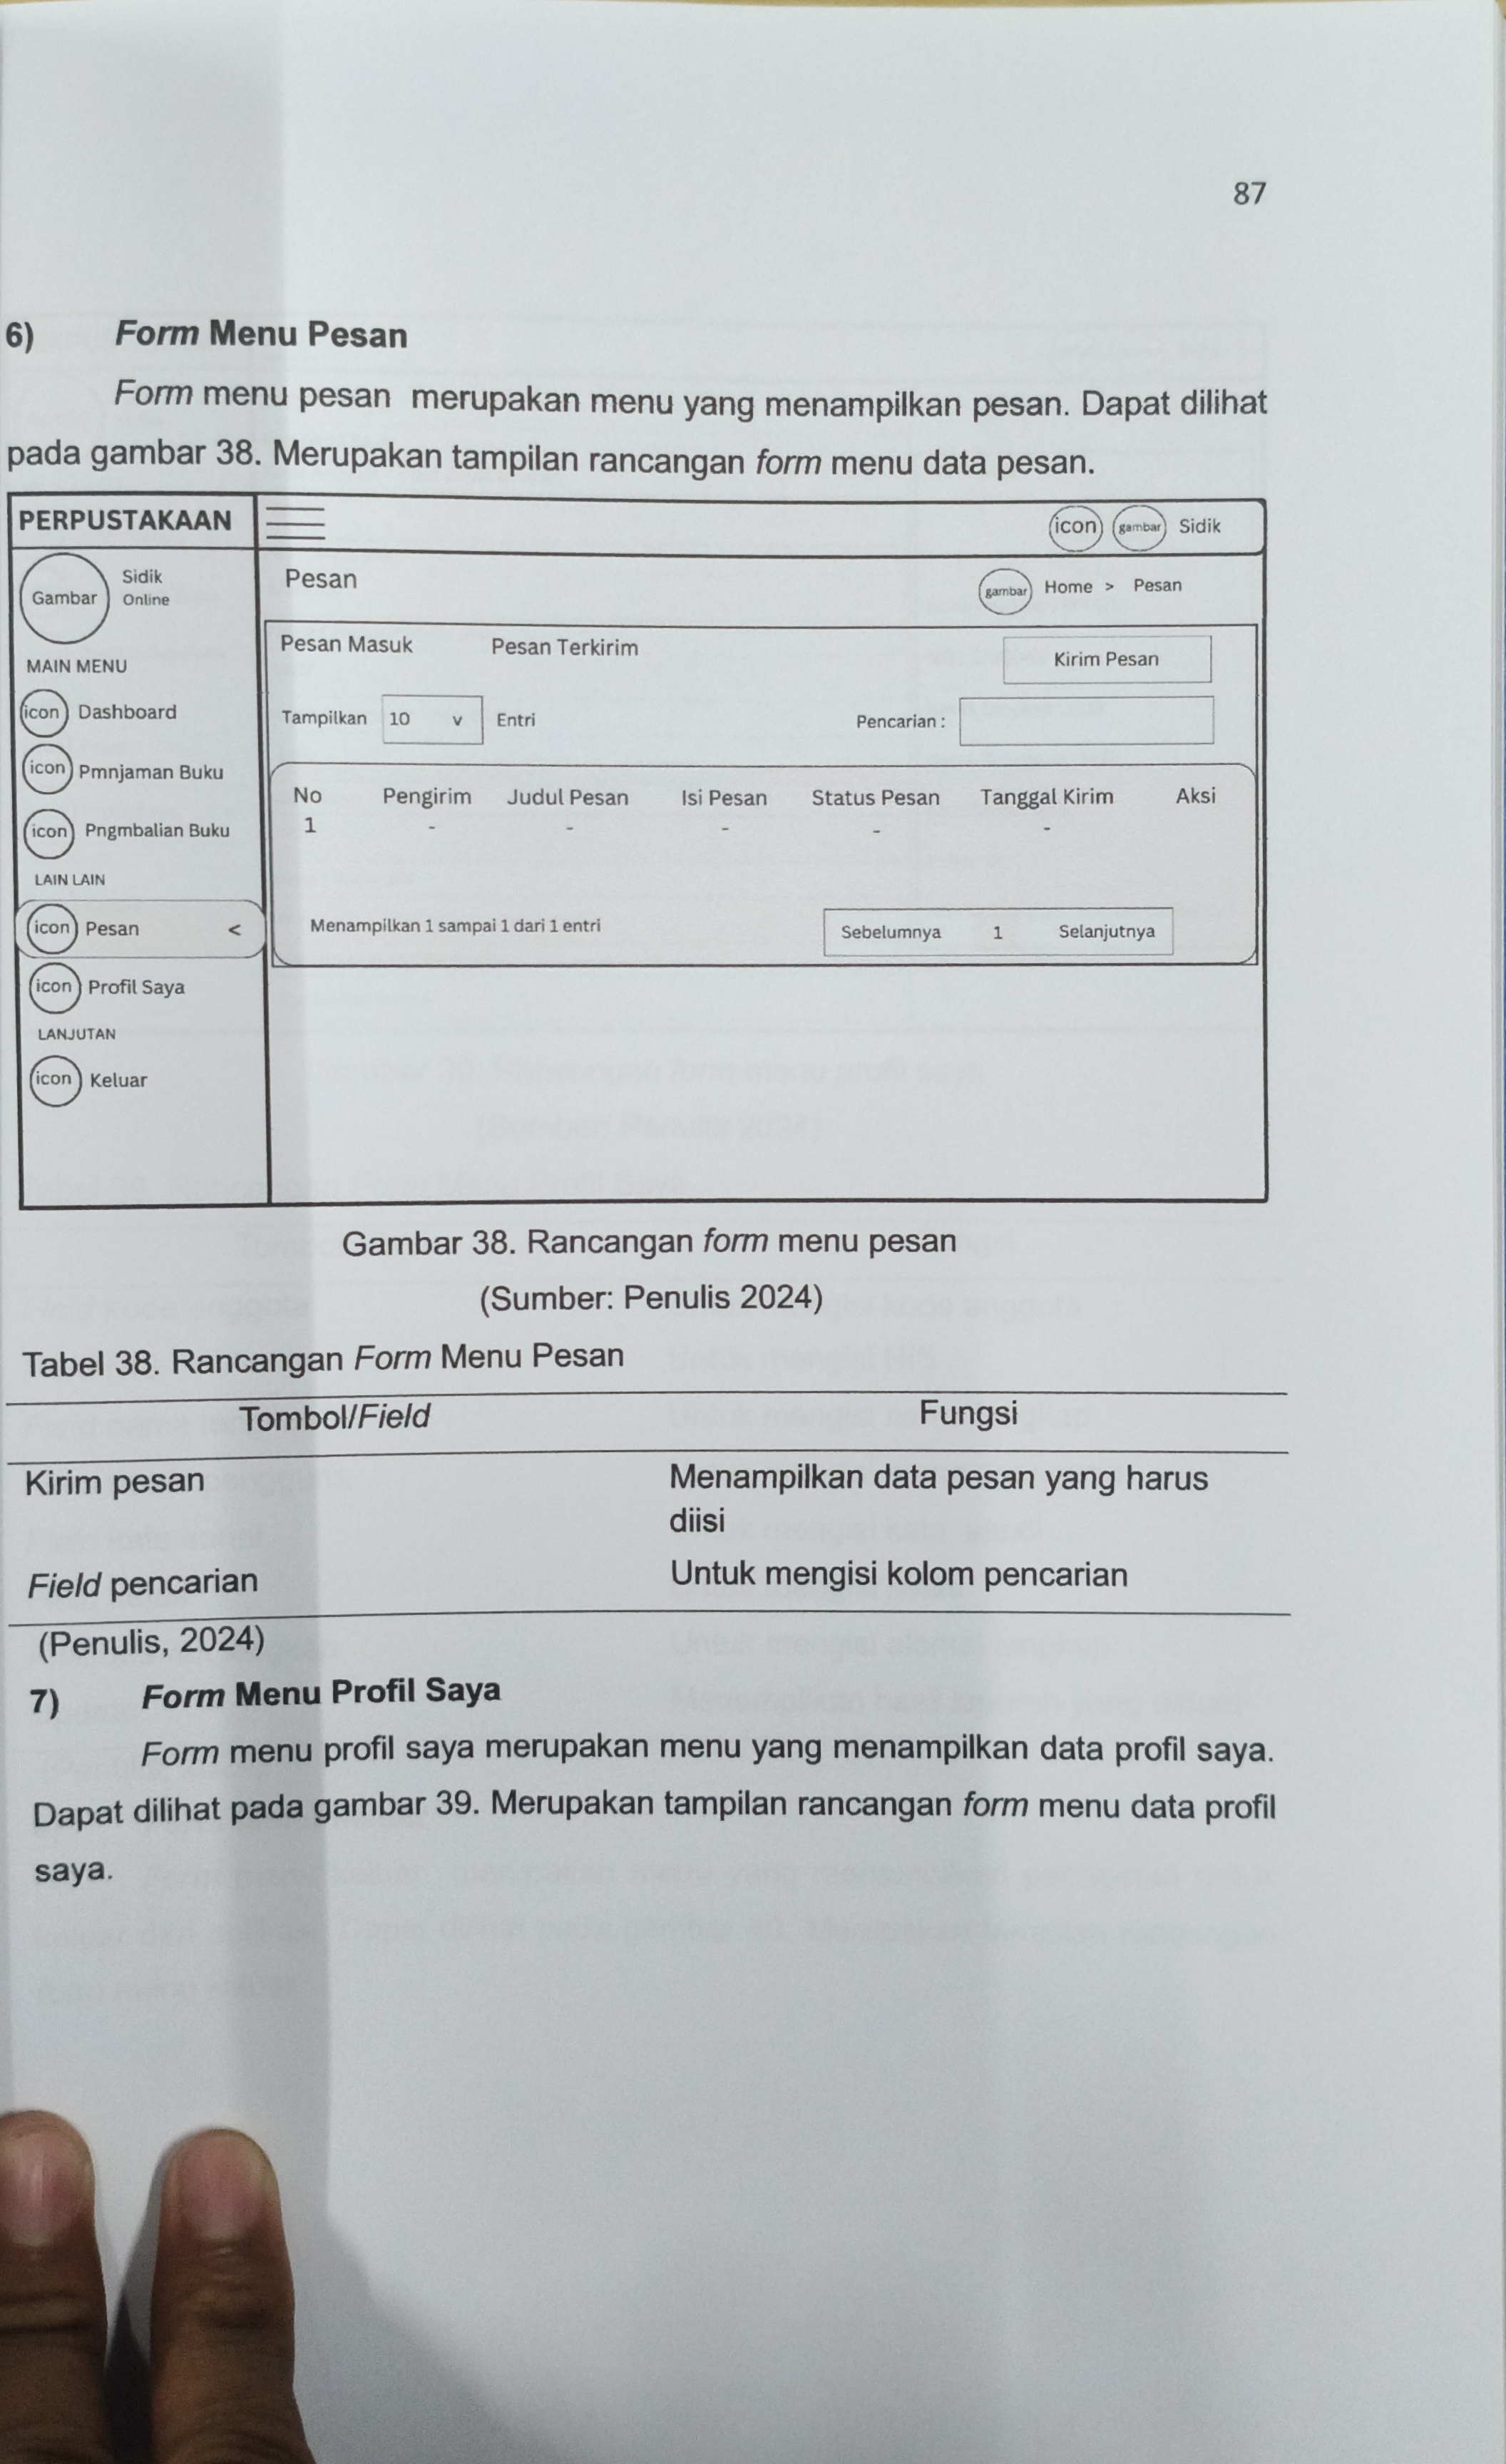 87
6) Form Menu Pesan
Form menu pesan merupakan menu yang menampilkan pesan. Dapat dilihat
pada gambar 38. Merupakan tampilan rancangan form menu data pesan.
PERPUSTAKAAN
icon gambar Sidik
Gambar Sidik
Online
Pesan
gambar Home > Pesan
MAIN MENU
icon Dashboard
icon Pmnjaman Buku
icon Pngmbalian Buku
LAIN LAIN
icon Pesan <
icon Profil Saya
LANJUTAN
icon Keluar
Pesan Masuk Pesan Terkirim Kirim Pesan
Tampilkan 10 v Entri Pencarian :
No Pengirim Judul Pesan Isi Pesan Status Pesan Tanggal Kirim Aksi
1 - - - - -
Menampilkan 1 sampai 1 dari 1 entri Sebelumnya 1 Selanjutnya
Gambar 38. Rancangan form menu pesan
(Sumber: Penulis 2024)
Tabel 38. Rancangan Form Menu Pesan
Tombol/Field Fungsi
Kirim pesan Menampilkan data pesan yang harus
diisi
Field pencarian Untuk mengisi kolom pencarian
(Penulis, 2024)
7) Form Menu Profil Saya
Form menu profil saya merupakan menu yang menampilkan data profil saya.
Dapat dilihat pada gambar 39. Merupakan tampilan rancangan form menu data profil
saya.